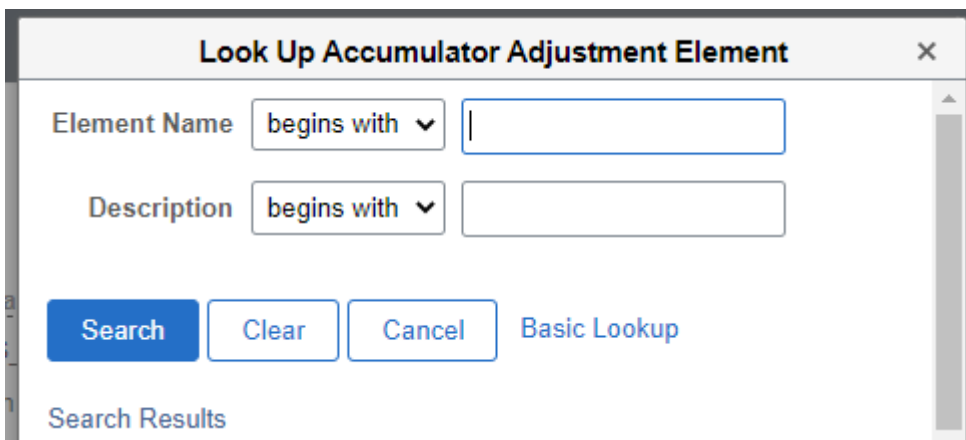 Look Up Accumulator Adjustment Element ×
Element Name begins with
Description begins with
Search Clear Cancel Basic Lookup
Search Results